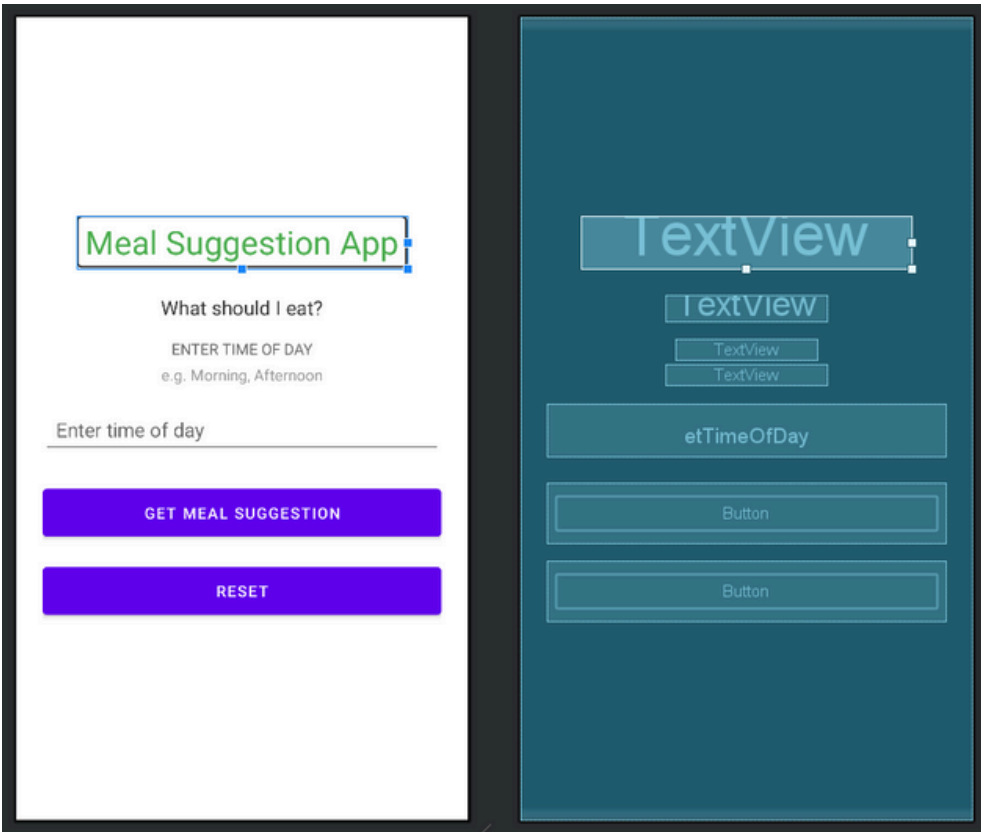 Meal Suggestion App
What should I eat?
ENTER TIME OF DAY
e.g. Morning, Afternoon
Enter time of day
GET MEAL SUGGESTION
RESET
TextView
TextView
TextView
TextView
etTimeOfDay
Button
Button